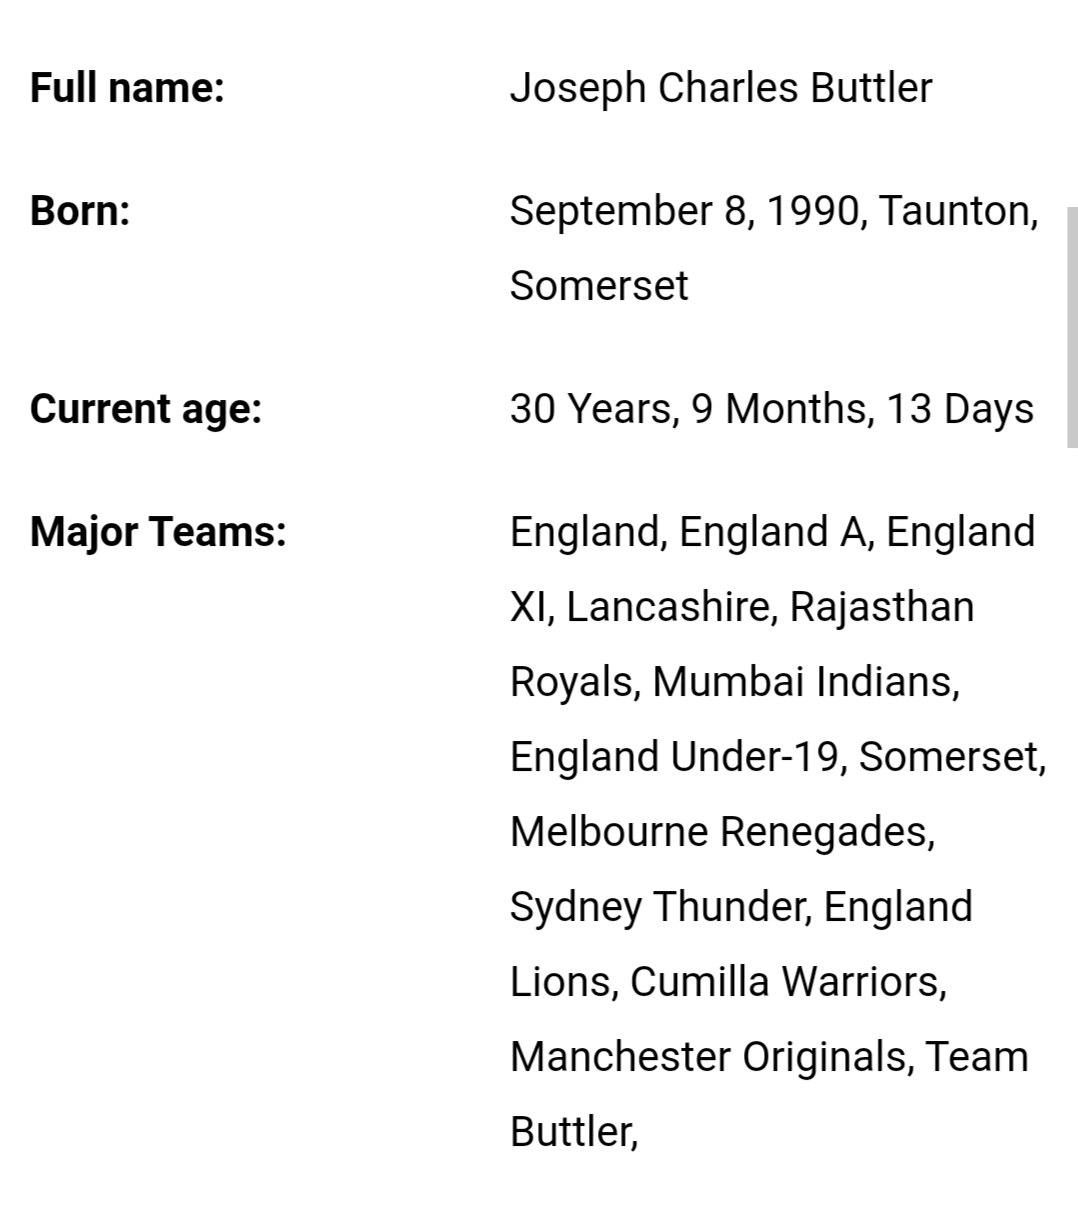 Full name: Joseph Charles Buttler
Born: September 8, 1990, Taunton,
Somerset
Current age: 30 Years, 9 Months, 13 Days
Major Teams: England, England A, England
XI, Lancashire, Rajasthan
Royals, Mumbai Indians,
England Under-19, Somerset,
Melbourne Renegades,
Sydney Thunder, England
Lions, Cumilla Warriors,
Manchester Originals, Team
Buttler,